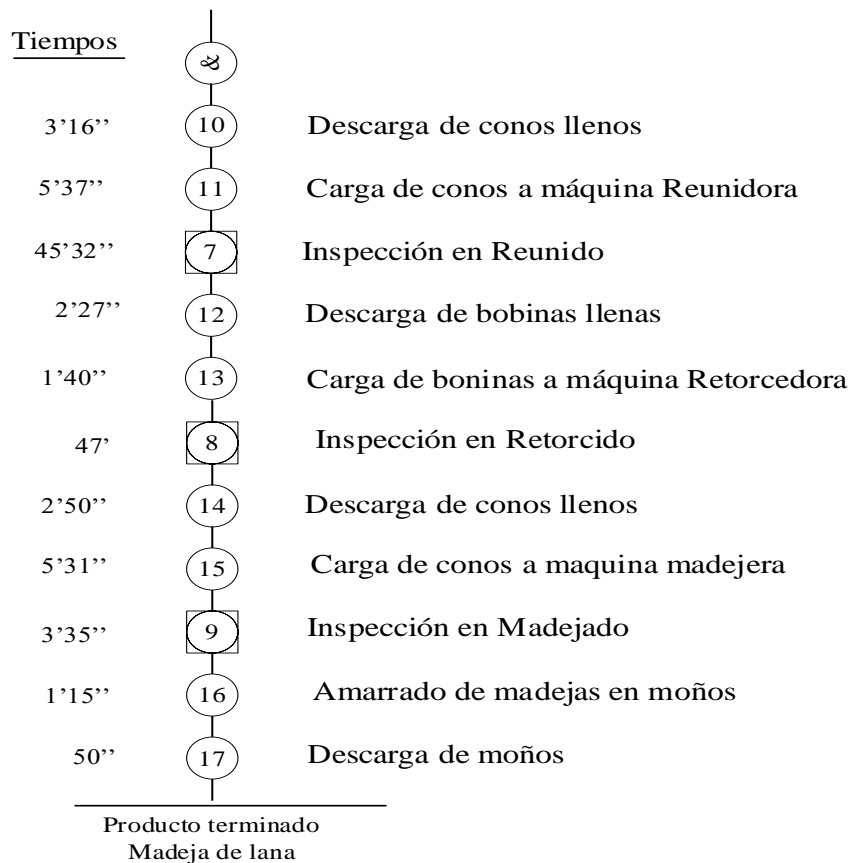 Tiempos
&
3’16’’ 10 Descarga de conos llenos
5’37’’ 11 Carga de conos a máquina Reunidora
45’32’’ 7 Inspección en Reunido
2’27’’ 12 Descarga de bobinas llenas
1’40’’ 13 Carga de boninas a máquina Retorcedora
47’ 8 Inspección en Retorcido
2’50’’ 14 Descarga de conos llenos
5’31’’ 15 Carga de conos a maquina madejera
3’35’’ 9 Inspección en Madejado
1’15’’ 16 Amarrado de madejas en moños
50’’ 17 Descarga de moños
Producto terminado
Madeja de lana